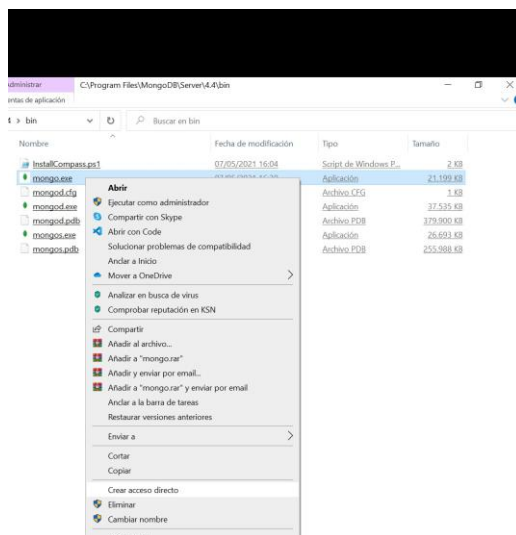 Administrar C:\Program Files\MongoDB\Server\4.4\bin
entas de aplicación
bin Buscar en bin
Nombre Fecha de modificación Tipo Tamaño
InstallCompass.ps1 07/05/2021 16:04 Script de Windows P... 2 KB
mongo.exe Aplicación 21.199 KB
mongod.cfg Archivo CFG 1 KB
mongod.exe Aplicación 37.535 KB
mongod.pdb Archivo PDB 379.900 KB
mongos.exe Aplicación 26.693 KB
mongos.pdb Archivo PDB 255.988 KB
Abrir
Ejecutar como administrador
Compartir con Skype
Abrir con Code
Solucionar problemas de compatibilidad
Anclar a Inicio
Mover a OneDrive
Analizar en busca de virus
Comprobar reputación en KSN
Compartir
Añadir al archivo...
Añadir a "mongo.rar"
Añadir y enviar por email...
Añadir a "mongo.rar" y enviar por email
Anclar a la barra de tareas
Restaurar versiones anteriores
Enviar a
Cortar
Copiar
Crear acceso directo
Eliminar
Cambiar nombre